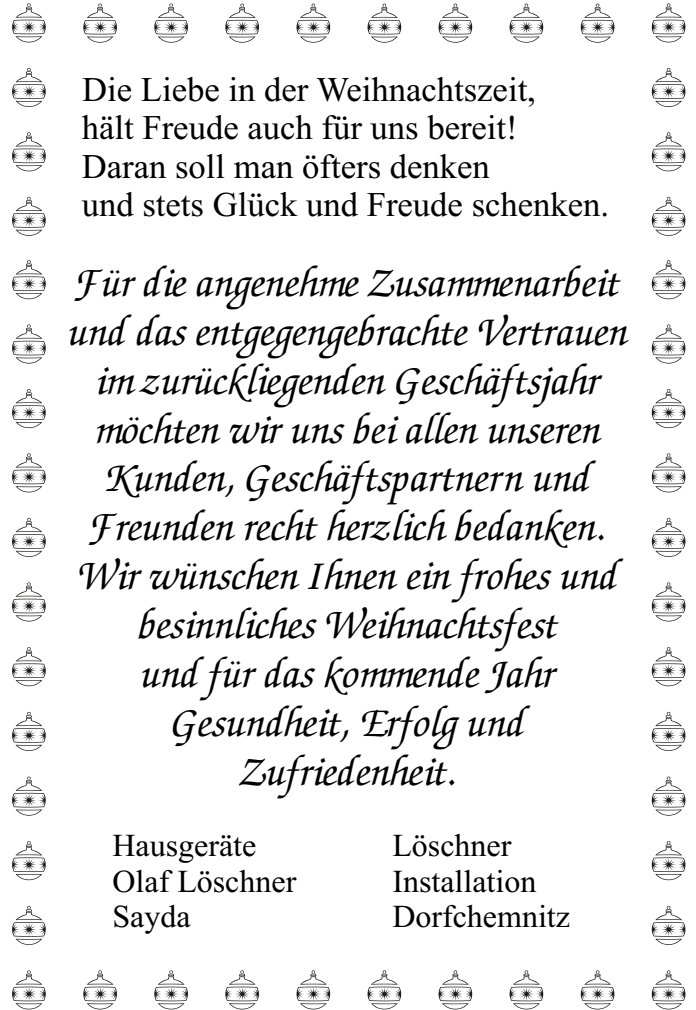 Die Liebe in der Weihnachtszeit,
hält Freude auch für uns bereit!
Daran soll man öfters denken
und stets Glück und Freude schenken.
Für die angenehme Zusammenarbeit
und das entgegengebrachte Vertrauen
im zurückliegenden Geschäftsjahr
möchten wir uns bei allen unseren
Kunden, Geschäftspartnern und
Freunden recht herzlich bedanken.
Wir wünschen Ihnen ein frohes und
besinnliches Weihnachtsfest
und für das kommende Jahr
Gesundheit, Erfolg und
Zufriedenheit.
Hausgeräte
Olaf Löschner
Sayda
Löschner
Installation
Dorfchemnitz